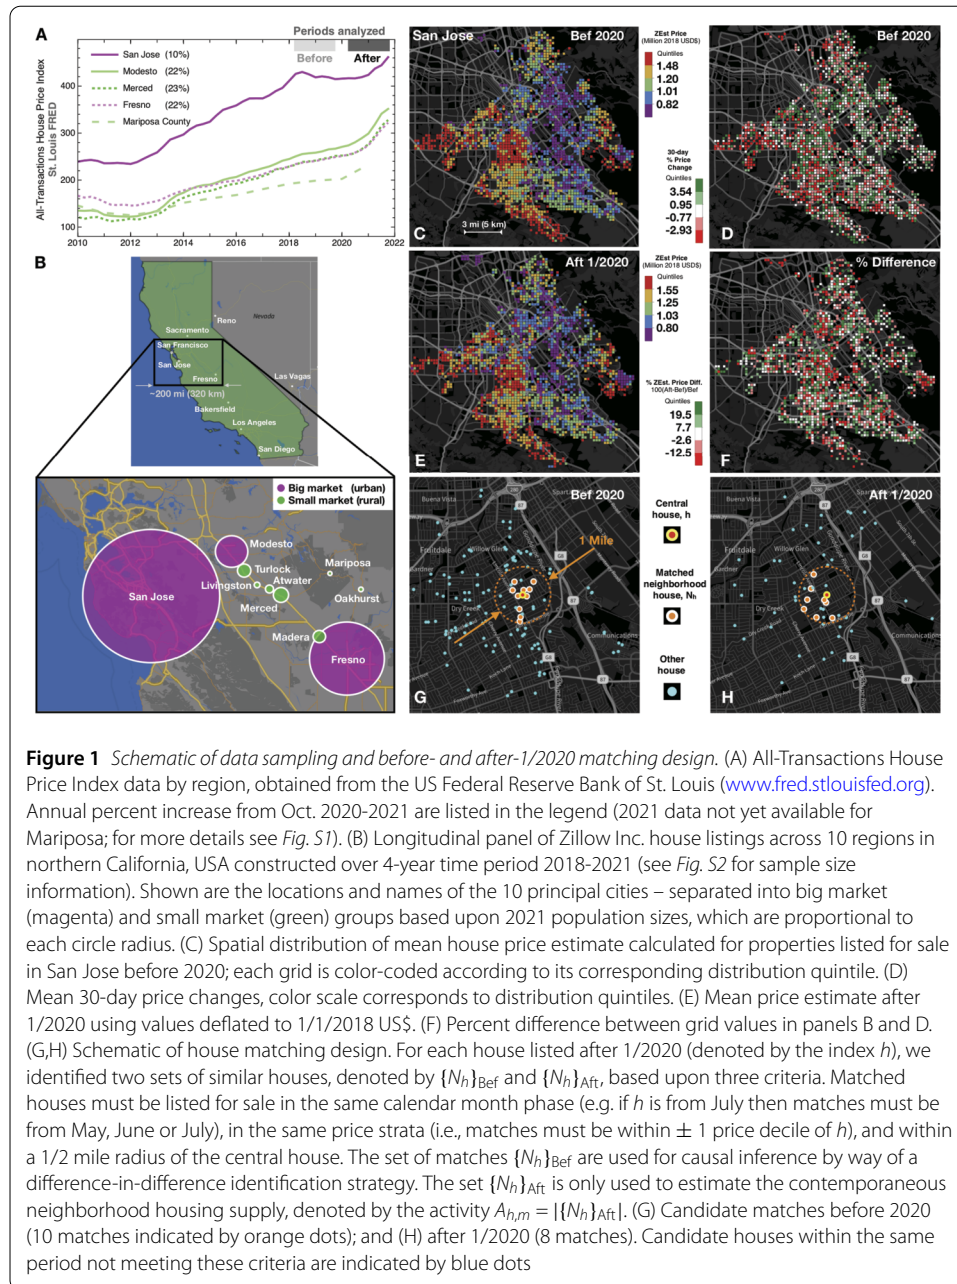 A
Periods analyzed
Before
After
San Jose (10%)
Modesto (22%)
Merced (23%)
Fresno (22%)
Mariposa County
All-Transactions House Price Index
St. Louis FRED
400
300
200
100
2010
2012
2014
2016
2018
2020
2022
B
Reno
Nevada
Sacramento
San Francisco
San Jose
Fresno
Las Vagas
~200 mi (320 km)
Bakersfield
Los Angeles
San Diego
Big market (urban)
Small market (rural)
Modesto
Turlock
Mariposa
Livingston
Atwater
San Jose
Merced
Oakhurst
Madera
Fresno
San Jose
Bef 2020
3 mi (5 km)
C
ZEst Price
(Million 2018 USD$)
Quintiles
1.48
1.20
1.01
0.82
30-day
% Price
Change
Quintiles
3.54
0.95
-0.77
-2.93
Bef 2020
D
Aft 1/2020
E
ZEst Price
(Million 2018 USD$)
Quintiles
1.55
1.25
1.03
0.80
% ZEst. Price Diff.
100(Aft-Bef)/Bef
Quintiles
19.5
7.7
-2.6
-12.5
% Difference
F
Bef 2020
Buena Vista
280
Fruitdale
Willow Glen
1 Mile
87
Dry Creek
Communications
87
G
Central
house, h
Matched
neighborhood
house, Nₕ
Other
house
Aft 1/2020
Buena Vista
280
Fruitdale
Willow Glen
87
Dry Creek
Communications
87
H
Figure 1 Schematic of data sampling and before- and after-1/2020 matching design. (A) All-Transactions House
Price Index data by region, obtained from the US Federal Reserve Bank of St. Louis (www.fred.stlouisfed.org).
Annual percent increase from Oct. 2020-2021 are listed in the legend (2021 data not yet available for
Mariposa; for more details see Fig. S1). (B) Longitudinal panel of Zillow Inc. house listings across 10 regions in
northern California, USA constructed over 4-year time period 2018-2021 (see Fig. S2 for sample size
information). Shown are the locations and names of the 10 principal cities – separated into big market
(magenta) and small market (green) groups based upon 2021 population sizes, which are proportional to
each circle radius. (C) Spatial distribution of mean house price estimate calculated for properties listed for sale
in San Jose before 2020; each grid is color-coded according to its corresponding distribution quintile. (D)
Mean 30-day price changes, color scale corresponds to distribution quintiles. (E) Mean price estimate after
1/2020 using values deflated to 1/1/2018 US$. (F) Percent difference between grid values in panels B and D.
(G,H) Schematic of house matching design. For each house listed after 1/2020 (denoted by the index h), we
identified two sets of similar houses, denoted by {Nₕ}Bef and {Nₕ}Aft, based upon three criteria. Matched
houses must be listed for sale in the same calendar month phase (e.g. if h is from July then matches must be
from May, June or July), in the same price strata (i.e., matches must be within ± 1 price decile of h), and within
a 1/2 mile radius of the central house. The set of matches {Nₕ}Bef are used for causal inference by way of a
difference-in-difference identification strategy. The set {Nₕ}Aft is only used to estimate the contemporaneous
neighborhood housing supply, denoted by the activity Aₕ,ₘ = |{Nₕ}Aft|. (G) Candidate matches before 2020
(10 matches indicated by orange dots); and (H) after 1/2020 (8 matches). Candidate houses within the same
period not meeting these criteria are indicated by blue dots